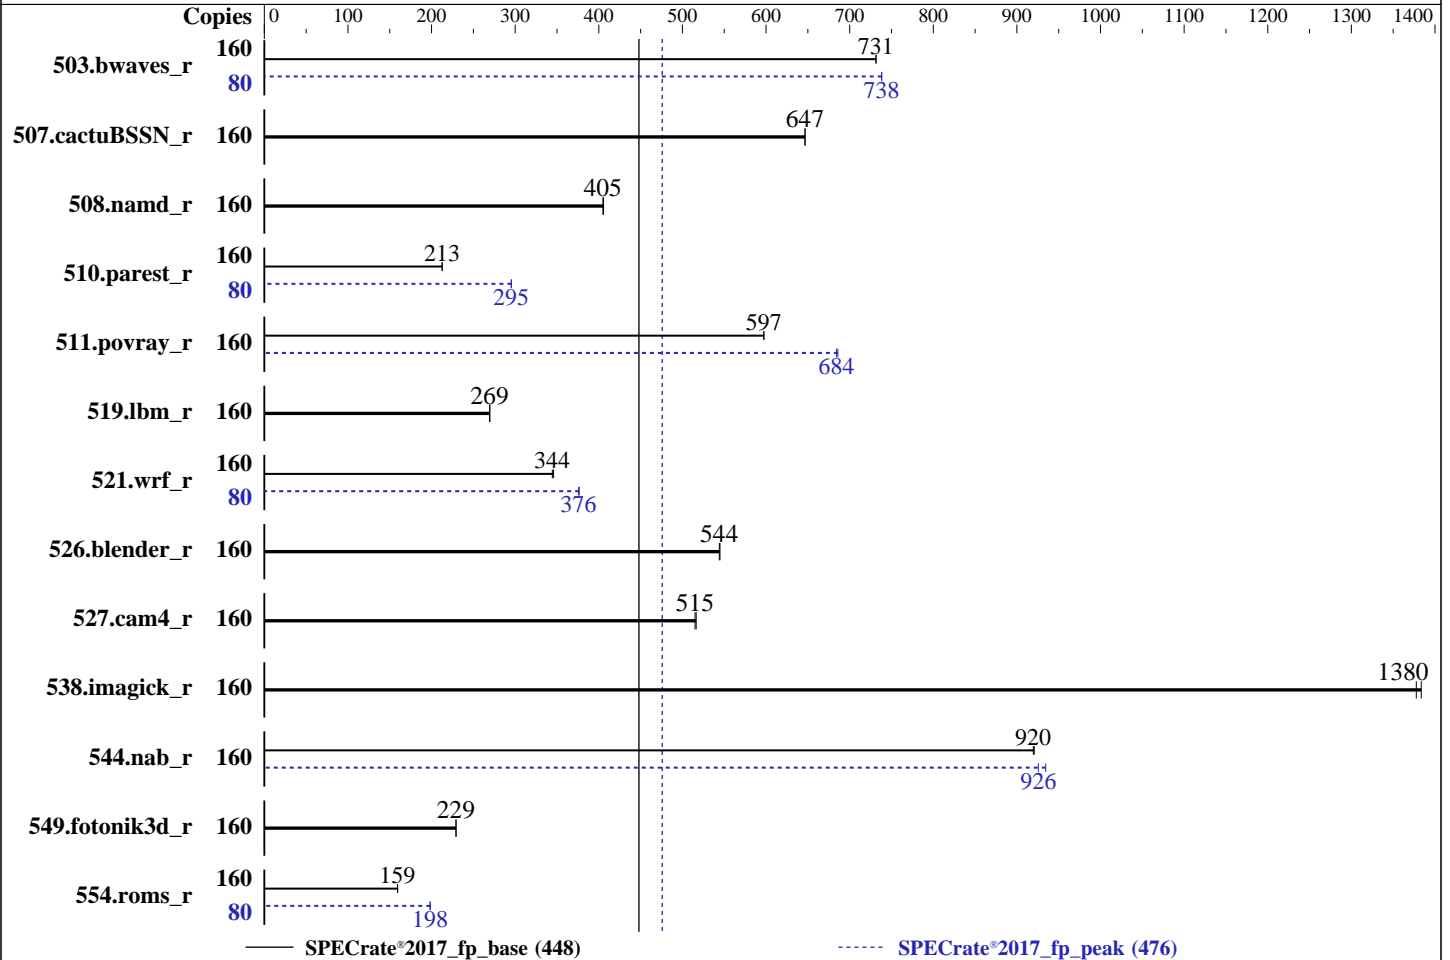 Copies 0 100 200 300 400 500 600 700 800 900 1000 1100 1200 1300 1400
503.bwaves_r 160 731
80 738
507.cactuBSSN_r 160 647
508.namd_r 160 405
510.parest_r 160 213
80 295
511.povray_r 160 597
684
519.lbm_r 160 269
521.wrf_r 160 344
80 376
526.blender_r 160 544
527.cam4_r 160 515
538.imagick_r 160 1380
544.nab_r 160 920
926
549.fotonik3d_r 160 229
554.roms_r 160 159
80 198
SPECrate®2017_fp_base (448) SPECrate®2017_fp_peak (476)